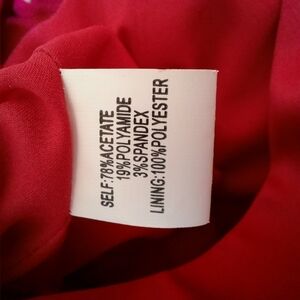 SELF:78%ACETATE
19%POLYAMIDE
3%SPANDEX
LINING:100%POLYESTER